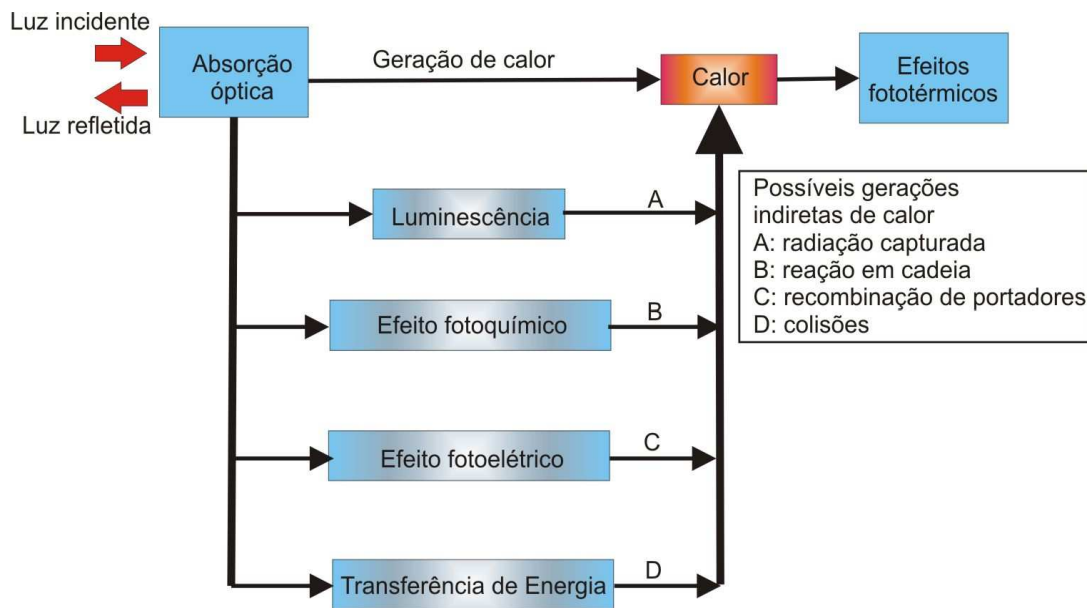 Luz incidente
Luz refletida
Absorção
óptica
Geração de calor
Calor
Efeitos
fototérmicos
Luminescência
A
Efeito fotoquímico
B
Efeito fotoelétrico
C
Transferência de Energia
D
Possíveis gerações
indiretas de calor
A: radiação capturada
B: reação em cadeia
C: recombinação de portadores
D: colisões